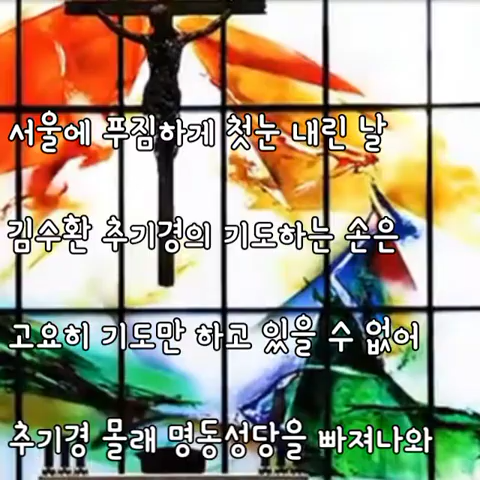 서울에 푸짐하게 첫눈 내린 날
김수환 추기경의 기도하는 손은
고요히 기도만 하고 있을 수 없어
추기경 몰래 명동성당을 빠져나와